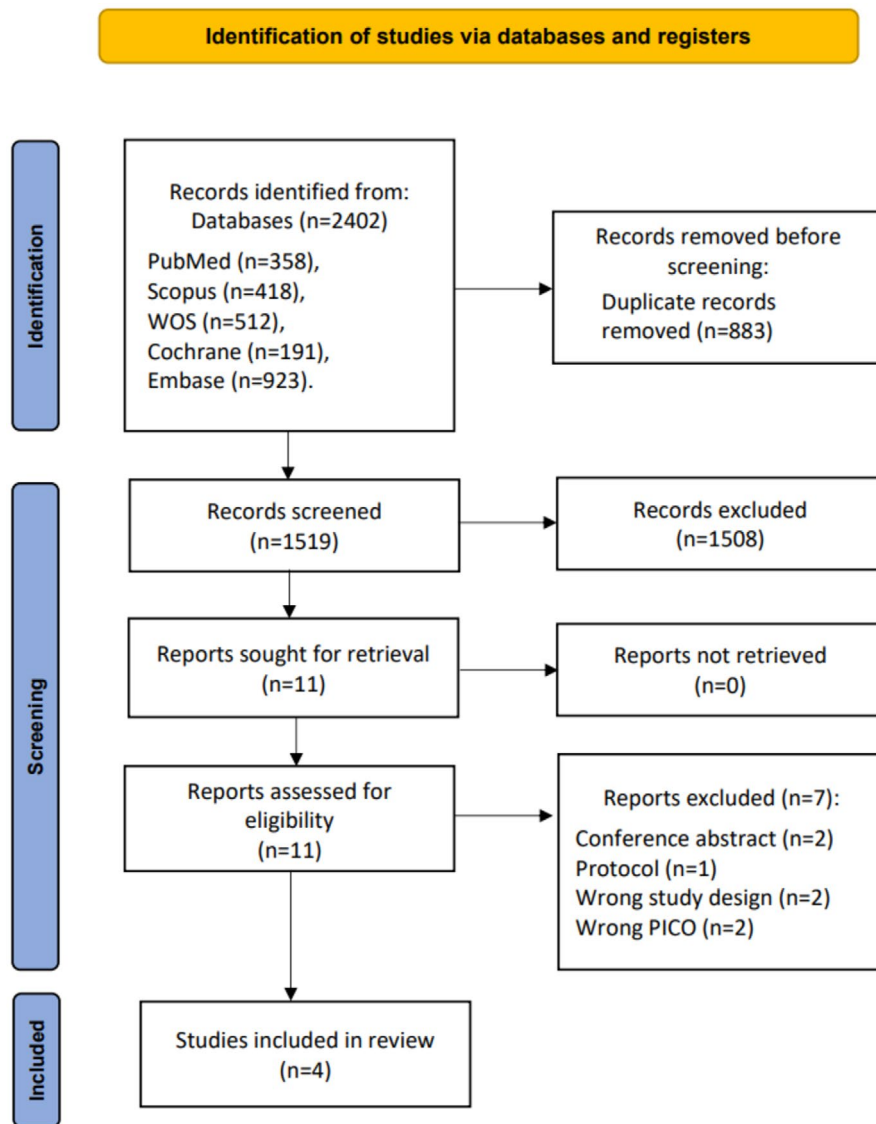 Identification of studies via databases and registers
Identification
Records identified from:
Databases (n=2402)
PubMed (n=358),
Scopus (n=418),
WOS (n=512),
Cochrane (n=191),
Embase (n=923).
Records removed before
screening:
Duplicate records
removed (n=883)
Screening
Records screened
(n=1519)
Records excluded
(n=1508)
Reports sought for retrieval
(n=11)
Reports not retrieved
(n=0)
Reports assessed for
eligibility
(n=11)
Reports excluded (n=7):
Conference abstract (n=2)
Protocol (n=1)
Wrong study design (n=2)
Wrong PICO (n=2)
Included
Studies included in review
(n=4)